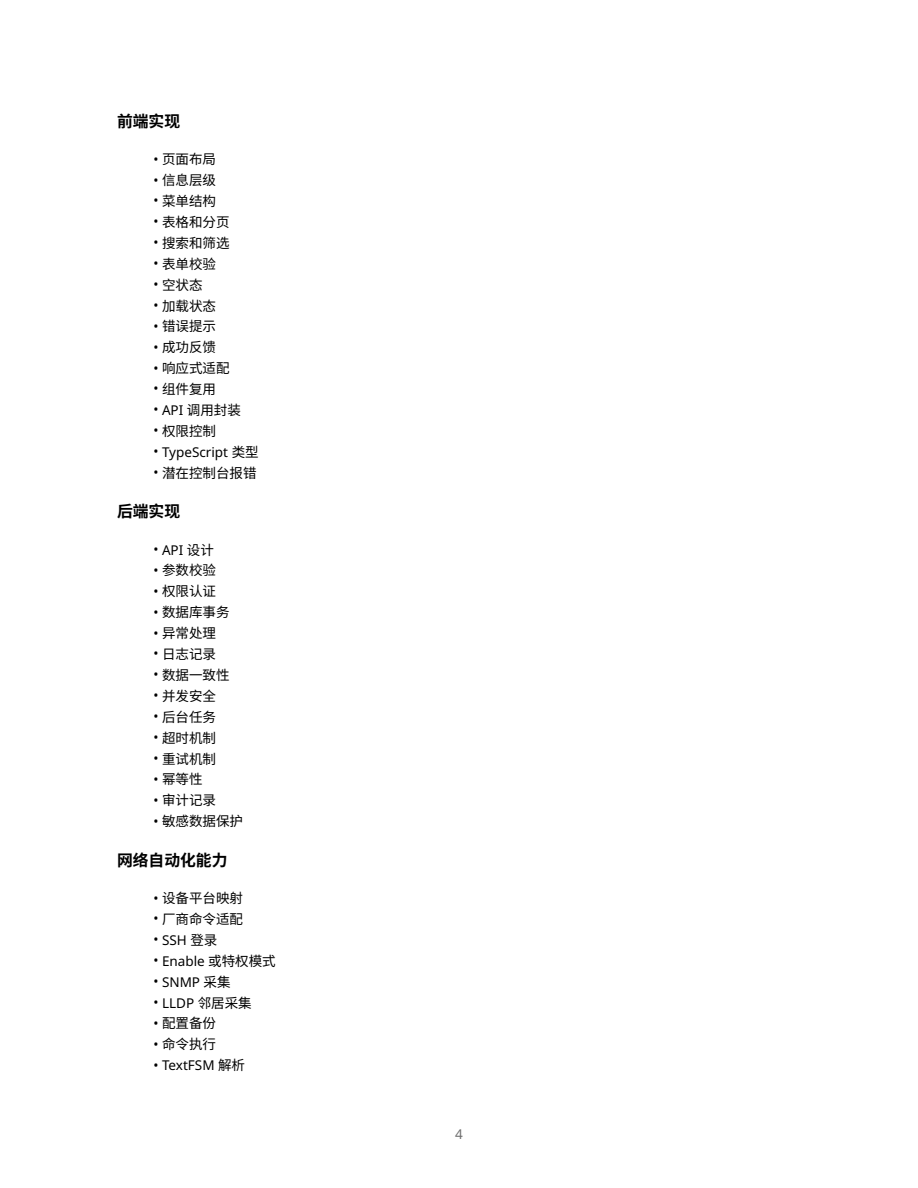 前端实现
• 页面布局
• 信息层级
• 菜单结构
• 表格和分页
• 搜索和筛选
• 表单校验
• 空状态
• 加载状态
• 错误提示
• 成功反馈
• 响应式适配
• 组件复用
• API 调用封装
• 权限控制
• TypeScript 类型
• 潜在控制台报错
后端实现
• API 设计
• 参数校验
• 权限认证
• 数据库事务
• 异常处理
• 日志记录
• 数据一致性
• 并发安全
• 后台任务
• 超时机制
• 重试机制
• 幂等性
• 审计记录
• 敏感数据保护
网络自动化能力
• 设备平台映射
• 厂商命令适配
• SSH 登录
• Enable 或特权模式
• SNMP 采集
• LLDP 邻居采集
• 配置备份
• 命令执行
• TextFSM 解析
4